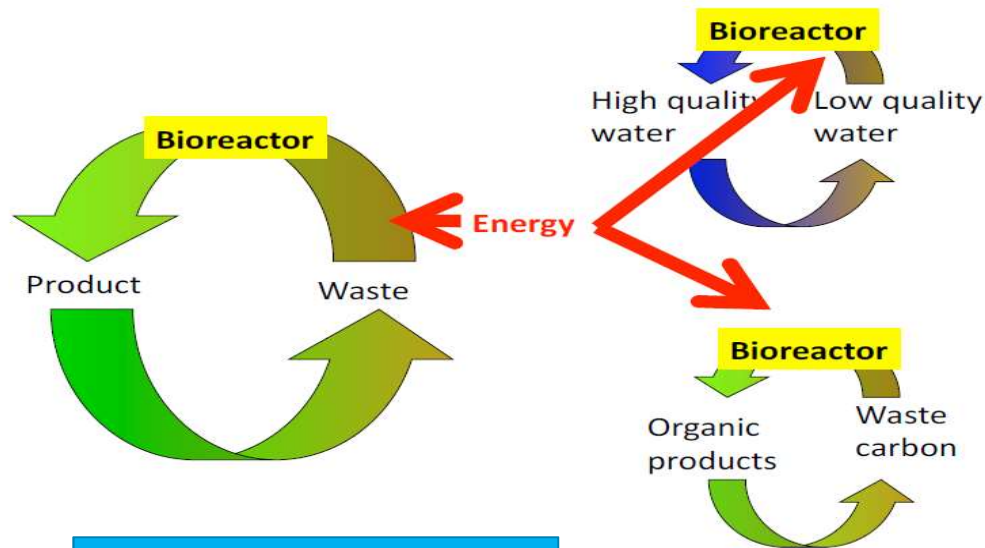 Bioreactor
Product
Waste
Energy
Bioreactor
High quality
water
Low quality
water
Bioreactor
Organic
products
Waste
carbon